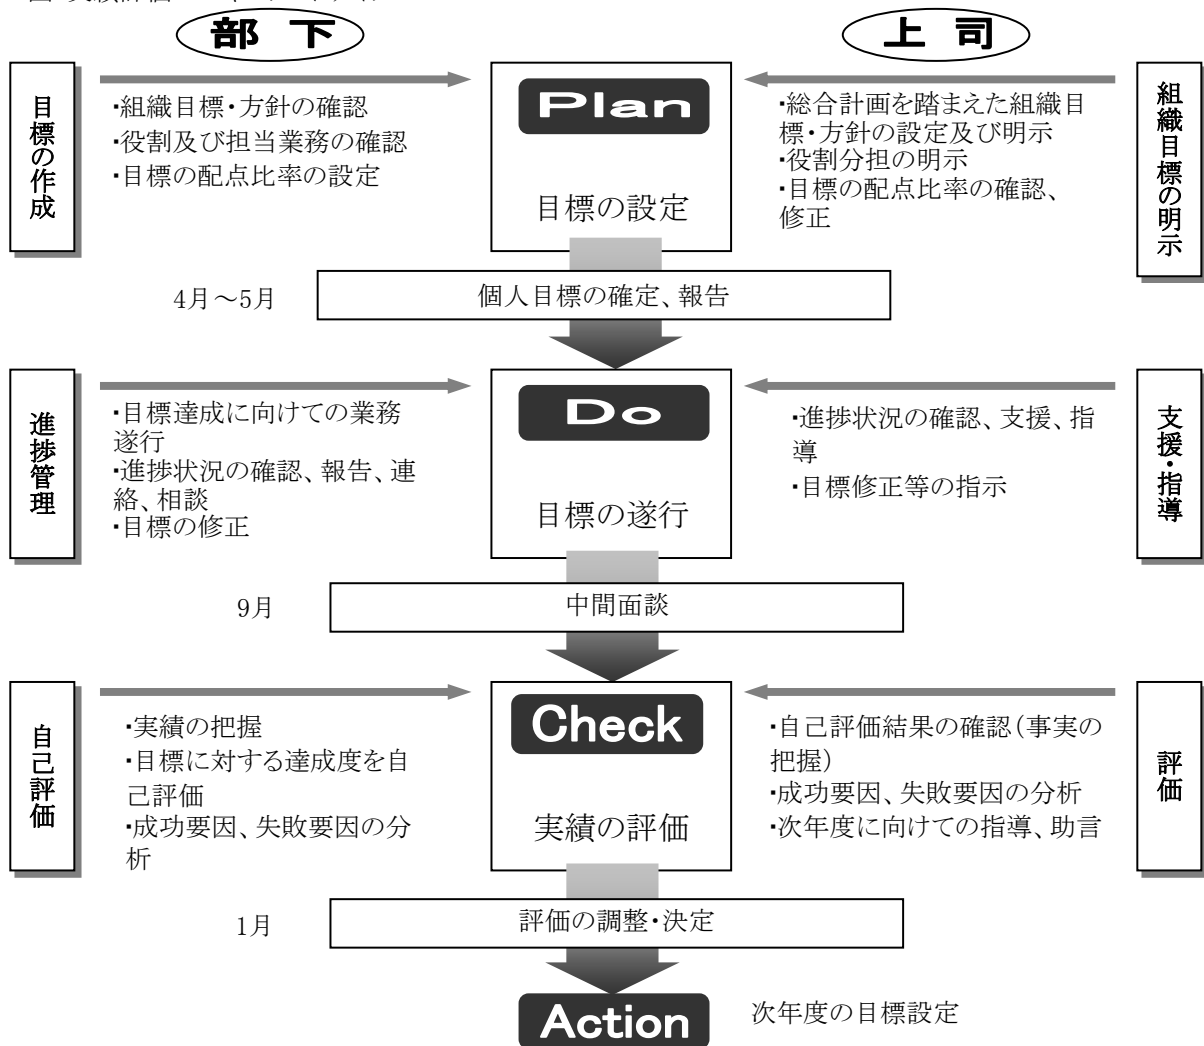 部 下
上 司
目標の作成
・組織目標・方針の確認
・役割及び担当業務の確認
・目標の配点比率の設定
Plan
目標の設定
・総合計画を踏まえた組織目
標・方針の設定及び明示
・役割分担の明示
・目標の配点比率の確認、
修正
組織目標の明示
4月～5月
個人目標の確定、報告
進捗管理
・目標達成に向けての業務
遂行
・進捗状況の確認、報告、連
絡、相談
・目標の修正
Do
目標の遂行
・進捗状況の確認、支援、指
導
・目標修正等の指示
支援・指導
9月
中間面談
自己評価
・実績の把握
・目標に対する達成度を自
己評価
・成功要因、失敗要因の分
析
Check
実績の評価
・自己評価結果の確認(事実の
把握)
・成功要因、失敗要因の分析
・次年度に向けての指導、助言
評価
1月
評価の調整・決定
Action
次年度の目標設定